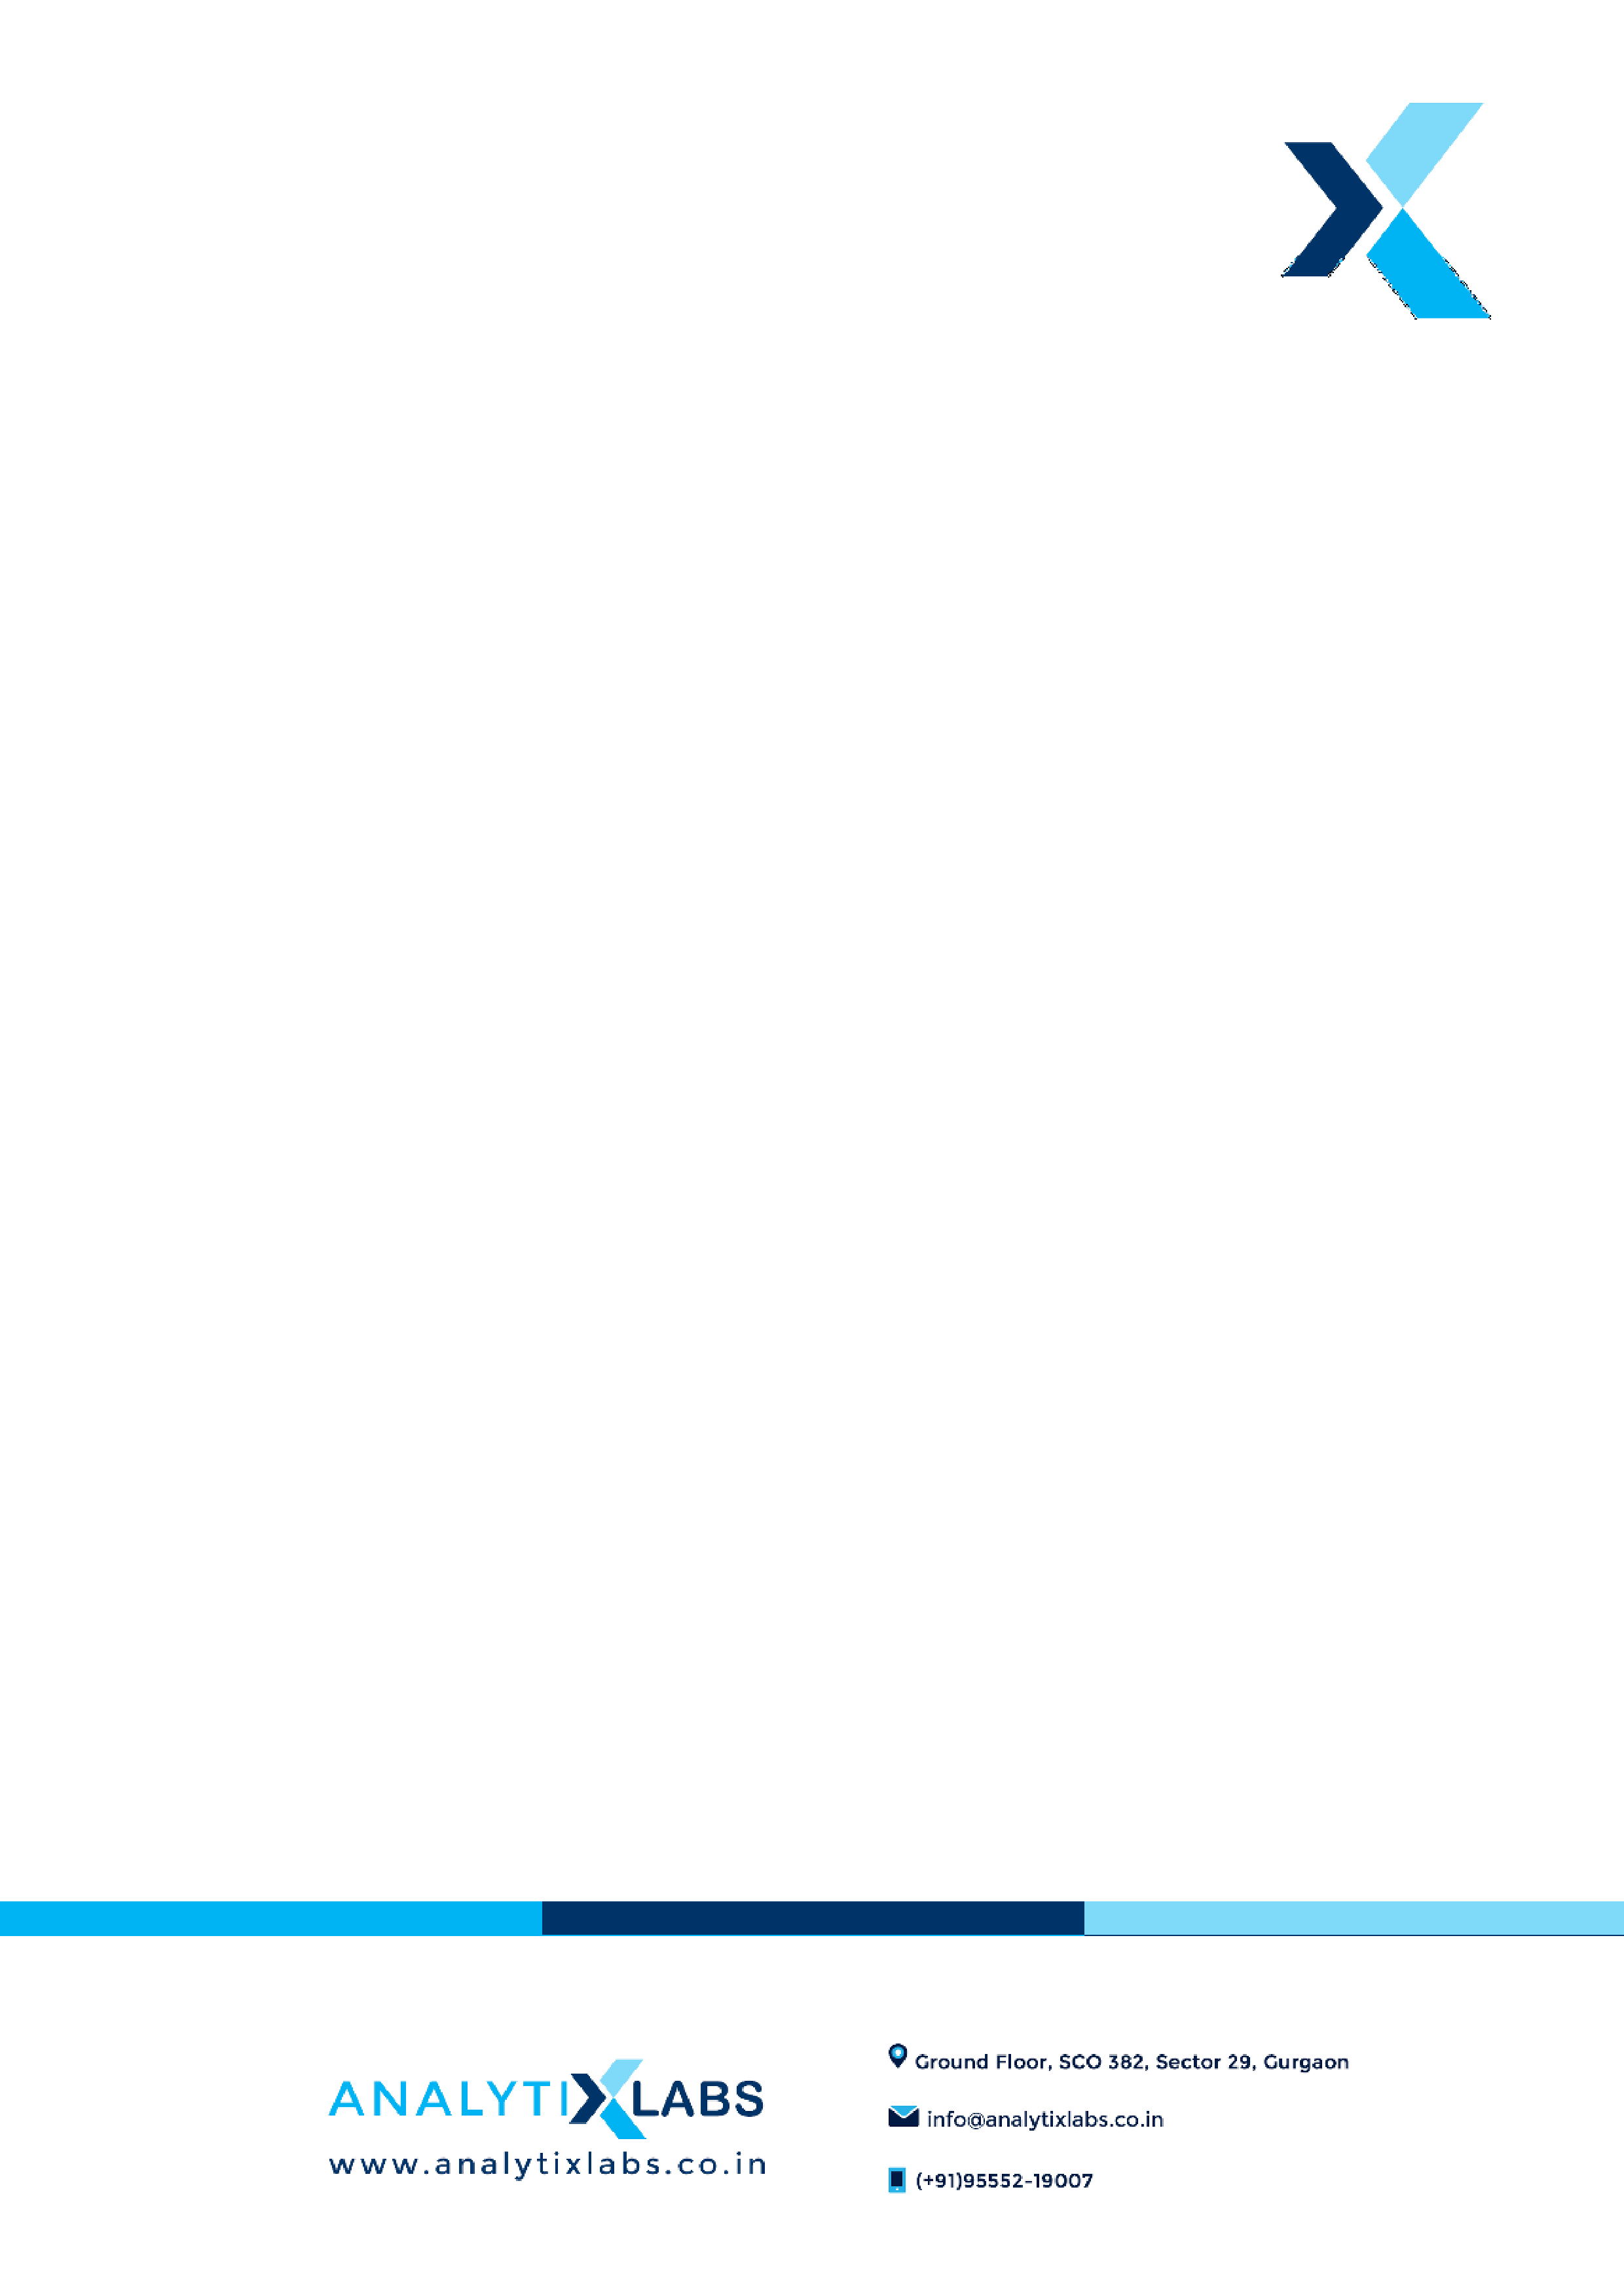 ANALYTIXLABS
www.analytixlabs.co.in
Ground Floor, SCO 382, Sector 29, Gurgaon
info@analytixlabs.co.in
(+91)95552-19007